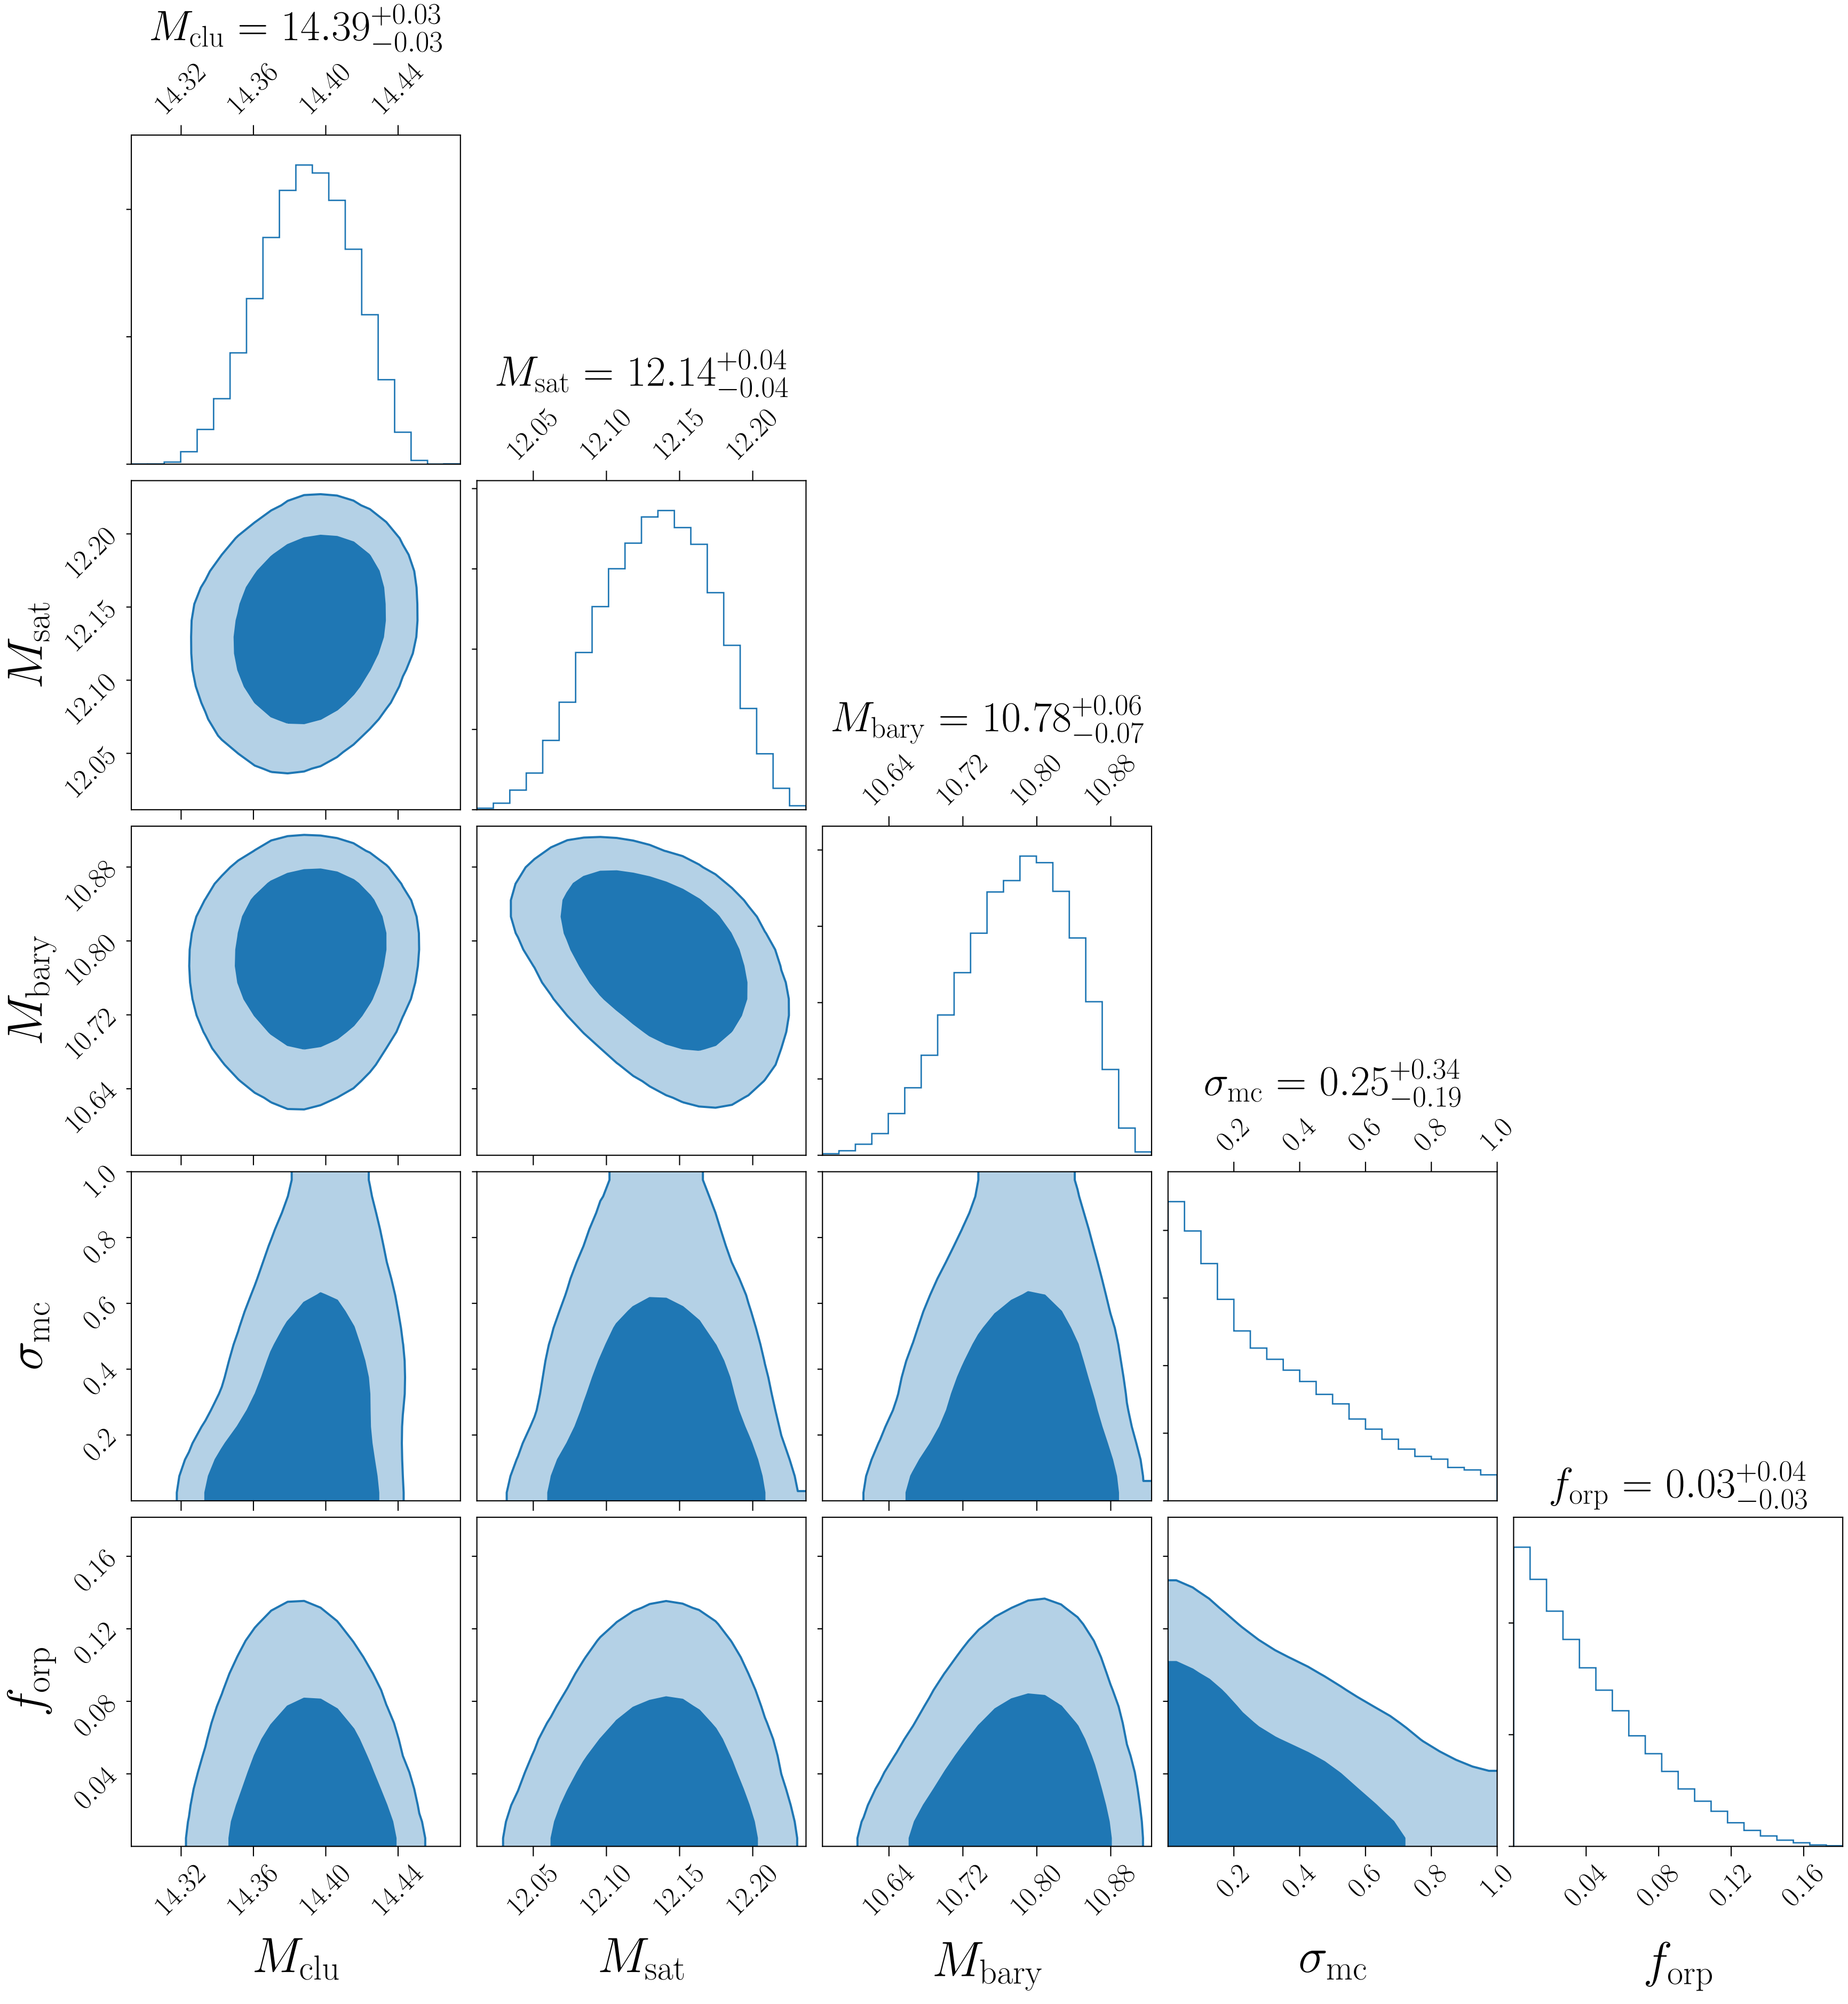 M_clu = 14.39^{+0.03}_{-0.03}
14.32 14.36 14.40 14.44
M_sat = 12.14^{+0.04}_{-0.04}
12.05 12.10 12.15 12.20
M_sat
12.20
12.15
12.10
12.05
M_bary = 10.78^{+0.06}_{-0.07}
10.64 10.72 10.80 10.88
M_bary
10.88
10.80
10.72
10.64
σ_mc = 0.25^{+0.34}_{-0.19}
0.2 0.4 0.6 0.8 1.0
σ_mc
1.0
0.8
0.6
0.4
0.2
f_orp = 0.03^{+0.04}_{-0.03}
f_orp
0.16
0.12
0.08
0.04
14.32 14.36 14.40 14.44 12.05 12.10 12.15 12.20 10.64 10.72 10.80 10.88 0.2 0.4 0.6 0.8 1.0 0.04 0.08 0.12 0.16
M_clu M_sat M_bary σ_mc f_orp